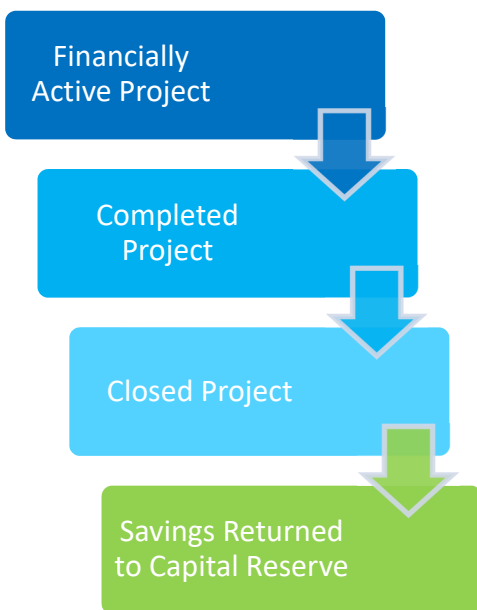 Financially
Active Project
Completed
Project
Closed Project
Savings Returned
to Capital Reserve